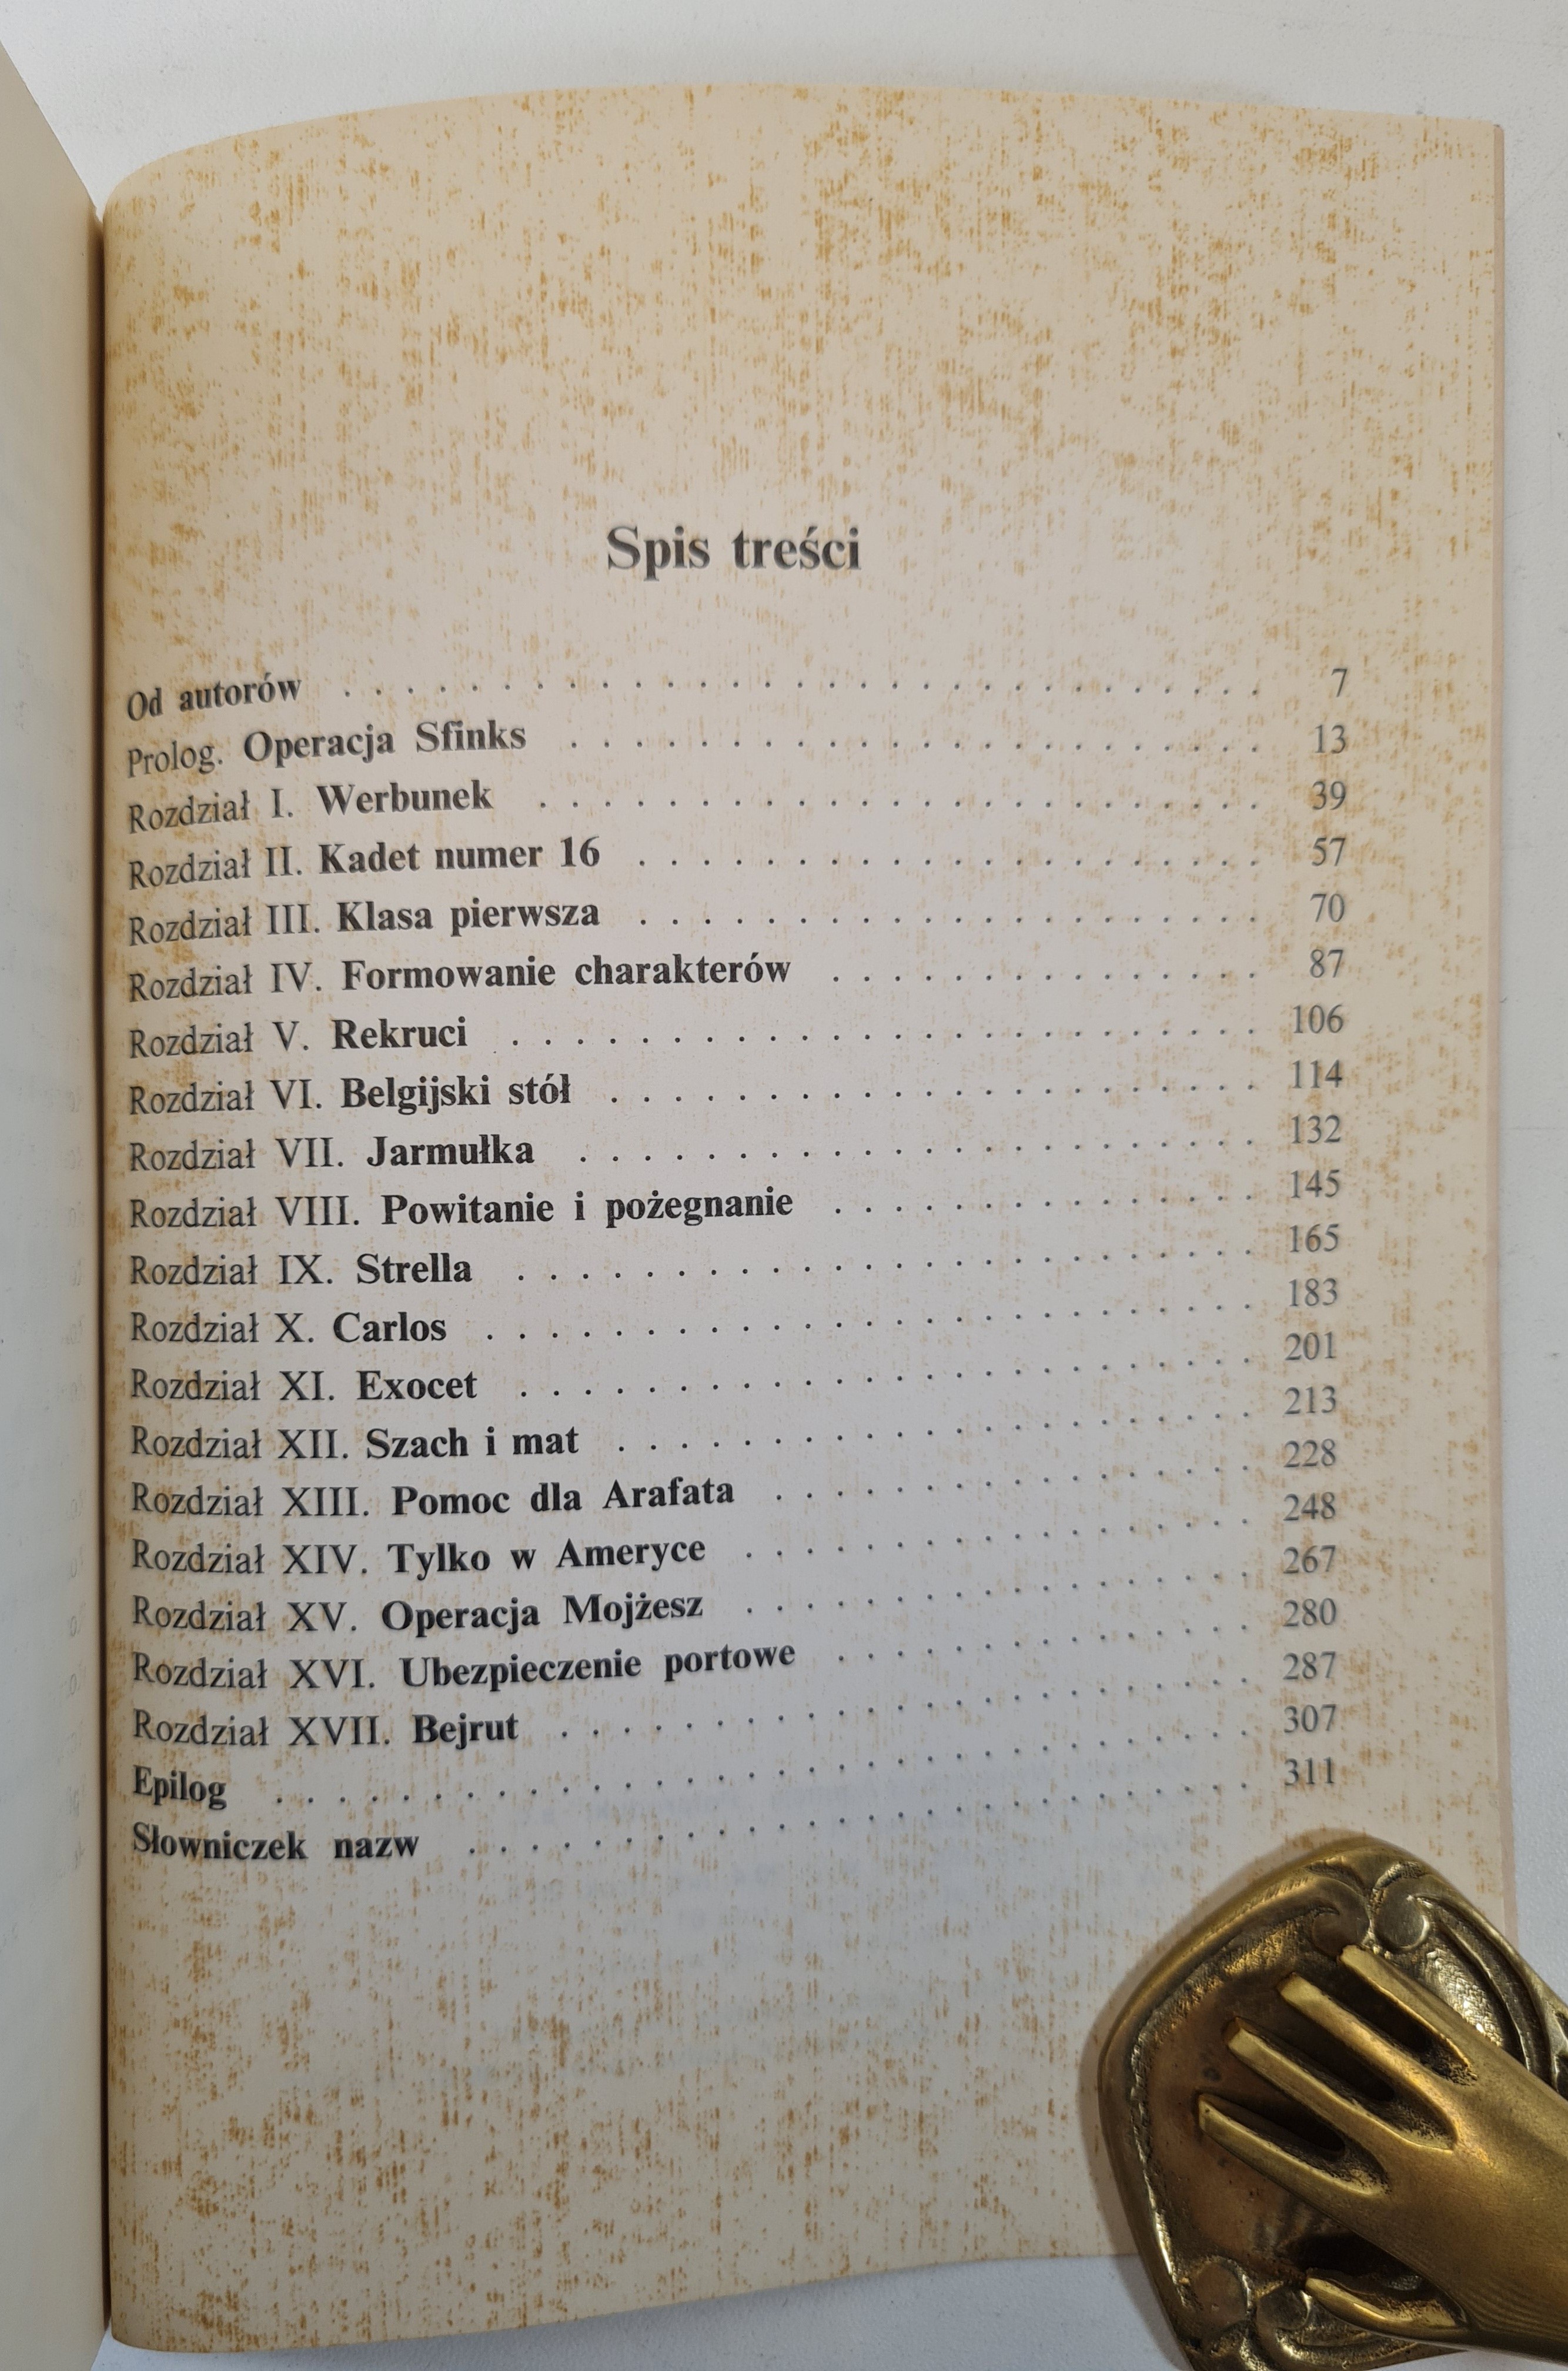 Spis treści
Od autorów . . . . . . . . . . . . . . . . . . . . . . . . . . . . . 7
Prolog. Operacja Sfinks . . . . . . . . . . . . . . . . . . . . . . 13
Rozdział I. Werbunek . . . . . . . . . . . . . . . . . . . . . . . 39
Rozdział II. Kadet numer 16 . . . . . . . . . . . . . . . . . . . . 57
Rozdział III. Klasa pierwsza . . . . . . . . . . . . . . . . . . . . 70
Rozdział IV. Formowanie charakterów . . . . . . . . . . . . . . 87
Rozdział V. Rekruci . . . . . . . . . . . . . . . . . . . . . . . . 106
Rozdział VI. Belgijski stół . . . . . . . . . . . . . . . . . . . . . 114
Rozdział VII. Jarmułka . . . . . . . . . . . . . . . . . . . . . . 132
Rozdział VIII. Powitanie i pożegnanie . . . . . . . . . . . . . . 145
Rozdział IX. Strella . . . . . . . . . . . . . . . . . . . . . . . . 165
Rozdział X. Carlos . . . . . . . . . . . . . . . . . . . . . . . . . 183
Rozdział XI. Exocet . . . . . . . . . . . . . . . . . . . . . . . . 201
Rozdział XII. Szach i mat . . . . . . . . . . . . . . . . . . . . . 213
Rozdział XIII. Pomoc dla Arafata . . . . . . . . . . . . . . . . 228
Rozdział XIV. Tylko w Ameryce . . . . . . . . . . . . . . . . . 248
Rozdział XV. Operacja Mojżesz . . . . . . . . . . . . . . . . . 267
Rozdział XVI. Ubezpieczenie portowe . . . . . . . . . . . . . . 280
Rozdział XVII. Bejrut . . . . . . . . . . . . . . . . . . . . . . . 287
Epilog . . . . . . . . . . . . . . . . . . . . . . . . . . . . . . . 307
Słowniczek nazw . . . . . . . . . . . . . . . . . . . . . . . . . 311